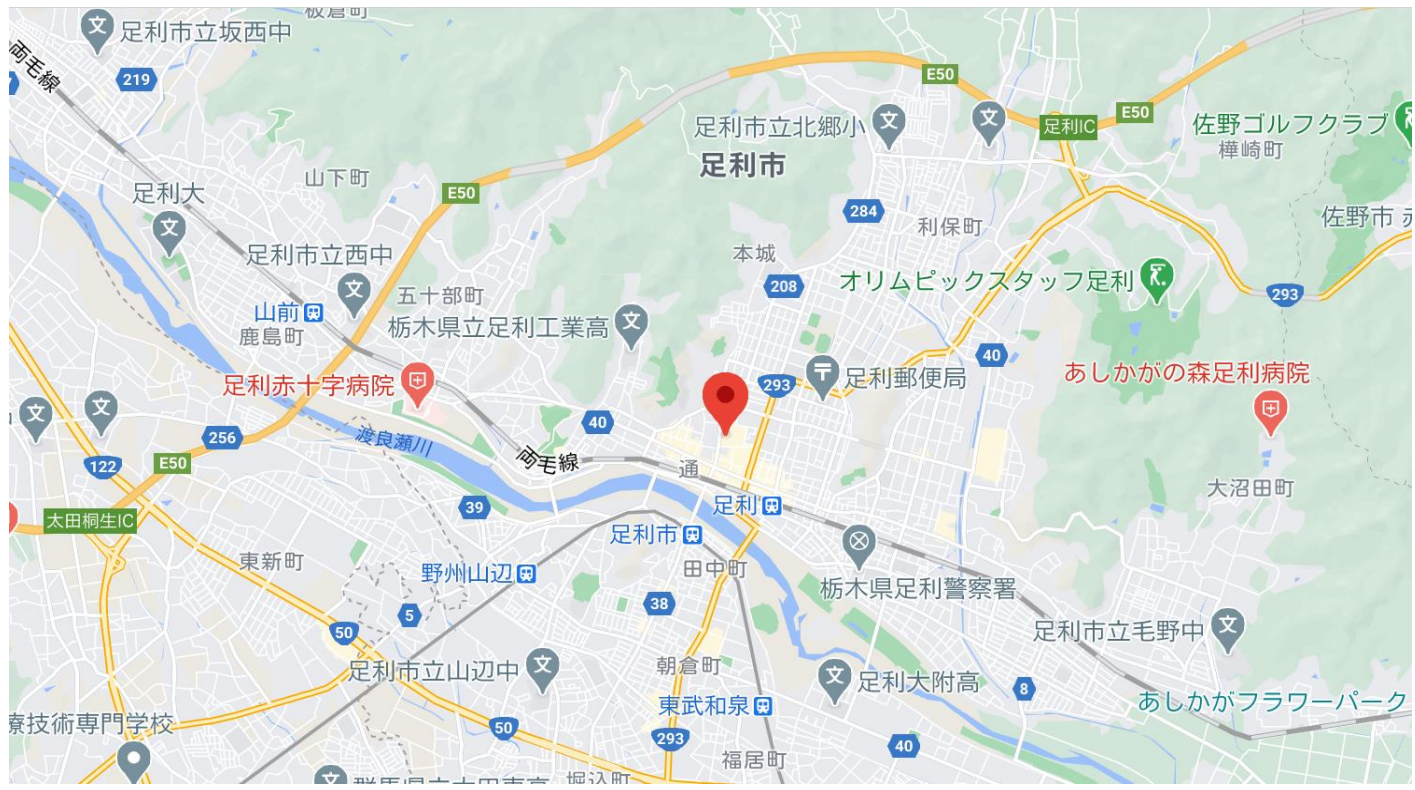 板倉町
足利市立坂西中
両毛線
219
E50
足利市立北郷小
足利IC
E50
佐野ゴルフクラブ
樺崎町
足利市
山下町
E50
足利大
284
利保町
佐野市
足利市立西中
本城
208
オリムピックスタッフ足利
293
五十部町
山前
鹿島町
栃木県立足利工業高
40
足利赤十字病院
293
足利郵便局
あしかがの森足利病院
40
256
渡良瀬川
両毛線
通
122
E50
39
足利
大沼田町
太田桐生IC
足利市
東新町
野州山辺
田中町
栃木県足利警察署
5
38
50
足利市立毛野中
足利市立山辺中
朝倉町
足利大附高
8
東武和泉
あしかがフラワーパーク
療技術専門学校
50
293
40
福居町
堀込町